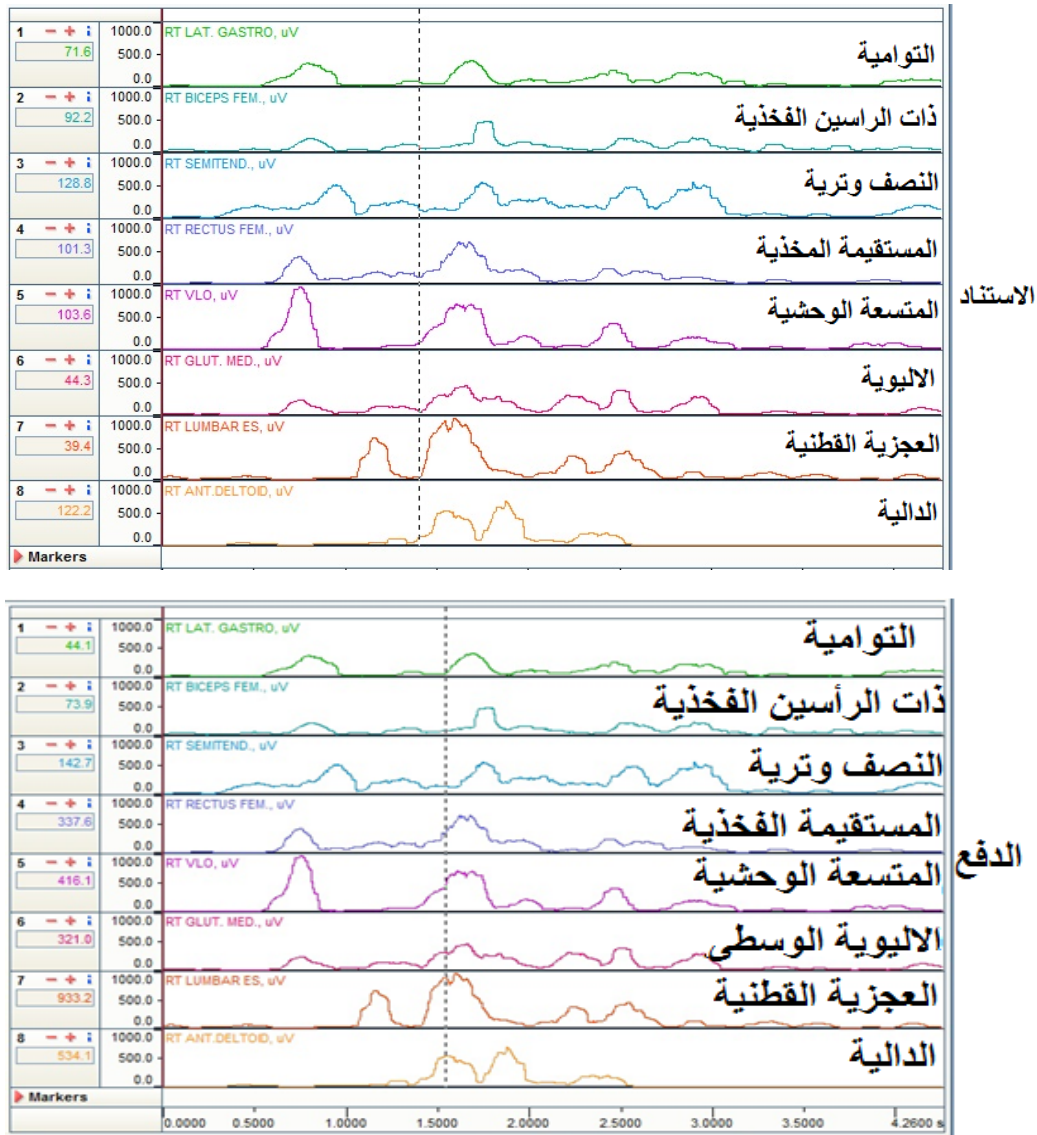 1 − + i 1000.0 RT LAT. GASTRO, uV
71.6 500.0 التوامية
0.0
2 − + i 1000.0 RT BICEPS FEM., uV
92.2 500.0 ذات الراسين الفخذية
0.0
3 − + i 1000.0 RT SEMITEND., uV
128.8 500.0 النصف وترية
0.0
4 − + i 1000.0 RT RECTUS FEM., uV
101.3 500.0 المستقيمة المخذية
0.0
الاستناد
5 − + i 1000.0 RT VLO, uV
103.6 500.0 المتسعة الوحشية
0.0
6 − + i 1000.0 RT GLUT. MED., uV
44.3 500.0 الاليوية
0.0
7 − + i 1000.0 RT LUMBAR ES, uV
39.4 500.0 العجزية القطنية
0.0
8 − + i 1000.0 RT ANT.DELTOID, uV
122.2 500.0 الدالية
0.0
Markers
1 − + i 1000.0 RT LAT. GASTRO, uV
44.1 500.0 التوامية
0.0
2 − + i 1000.0 RT BICEPS FEM., uV
73.9 500.0 ذات الرأسين الفخذية
0.0
3 − + i 1000.0 RT SEMITEND., uV
142.7 500.0 النصف وترية
0.0
4 − + i 1000.0 RT RECTUS FEM., uV
337.6 500.0 المستقيمة الفخذية
0.0
الدفع
5 − + i 1000.0 RT VLO, uV
416.1 500.0 المتسعة الوحشية
0.0
6 − + i 1000.0 RT GLUT. MED., uV
321.0 500.0 الاليوية الوسطى
0.0
7 − + i 1000.0 RT LUMBAR ES, uV
933.2 500.0 العجزية القطنية
0.0
8 − + i 1000.0 RT ANT.DELTOID, uV
534.1 500.0 الدالية
0.0
Markers
0.0000 0.5000 1.0000 1.5000 2.0000 2.5000 3.0000 3.5000 4.2600 s